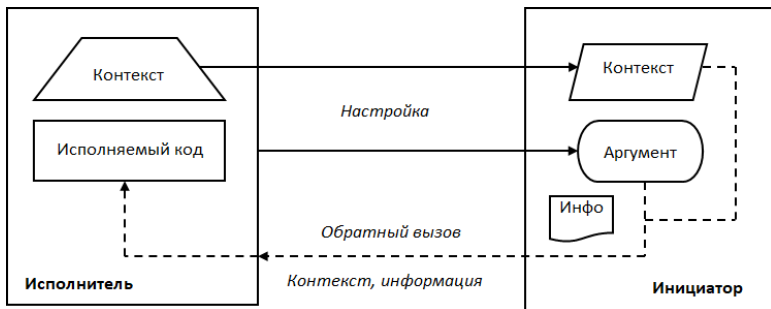 Контекст
Контекст
Настройка
Исполняемый код
Аргумент
Инфо
Обратный вызов
Контекст, информация
Исполнитель
Инициатор